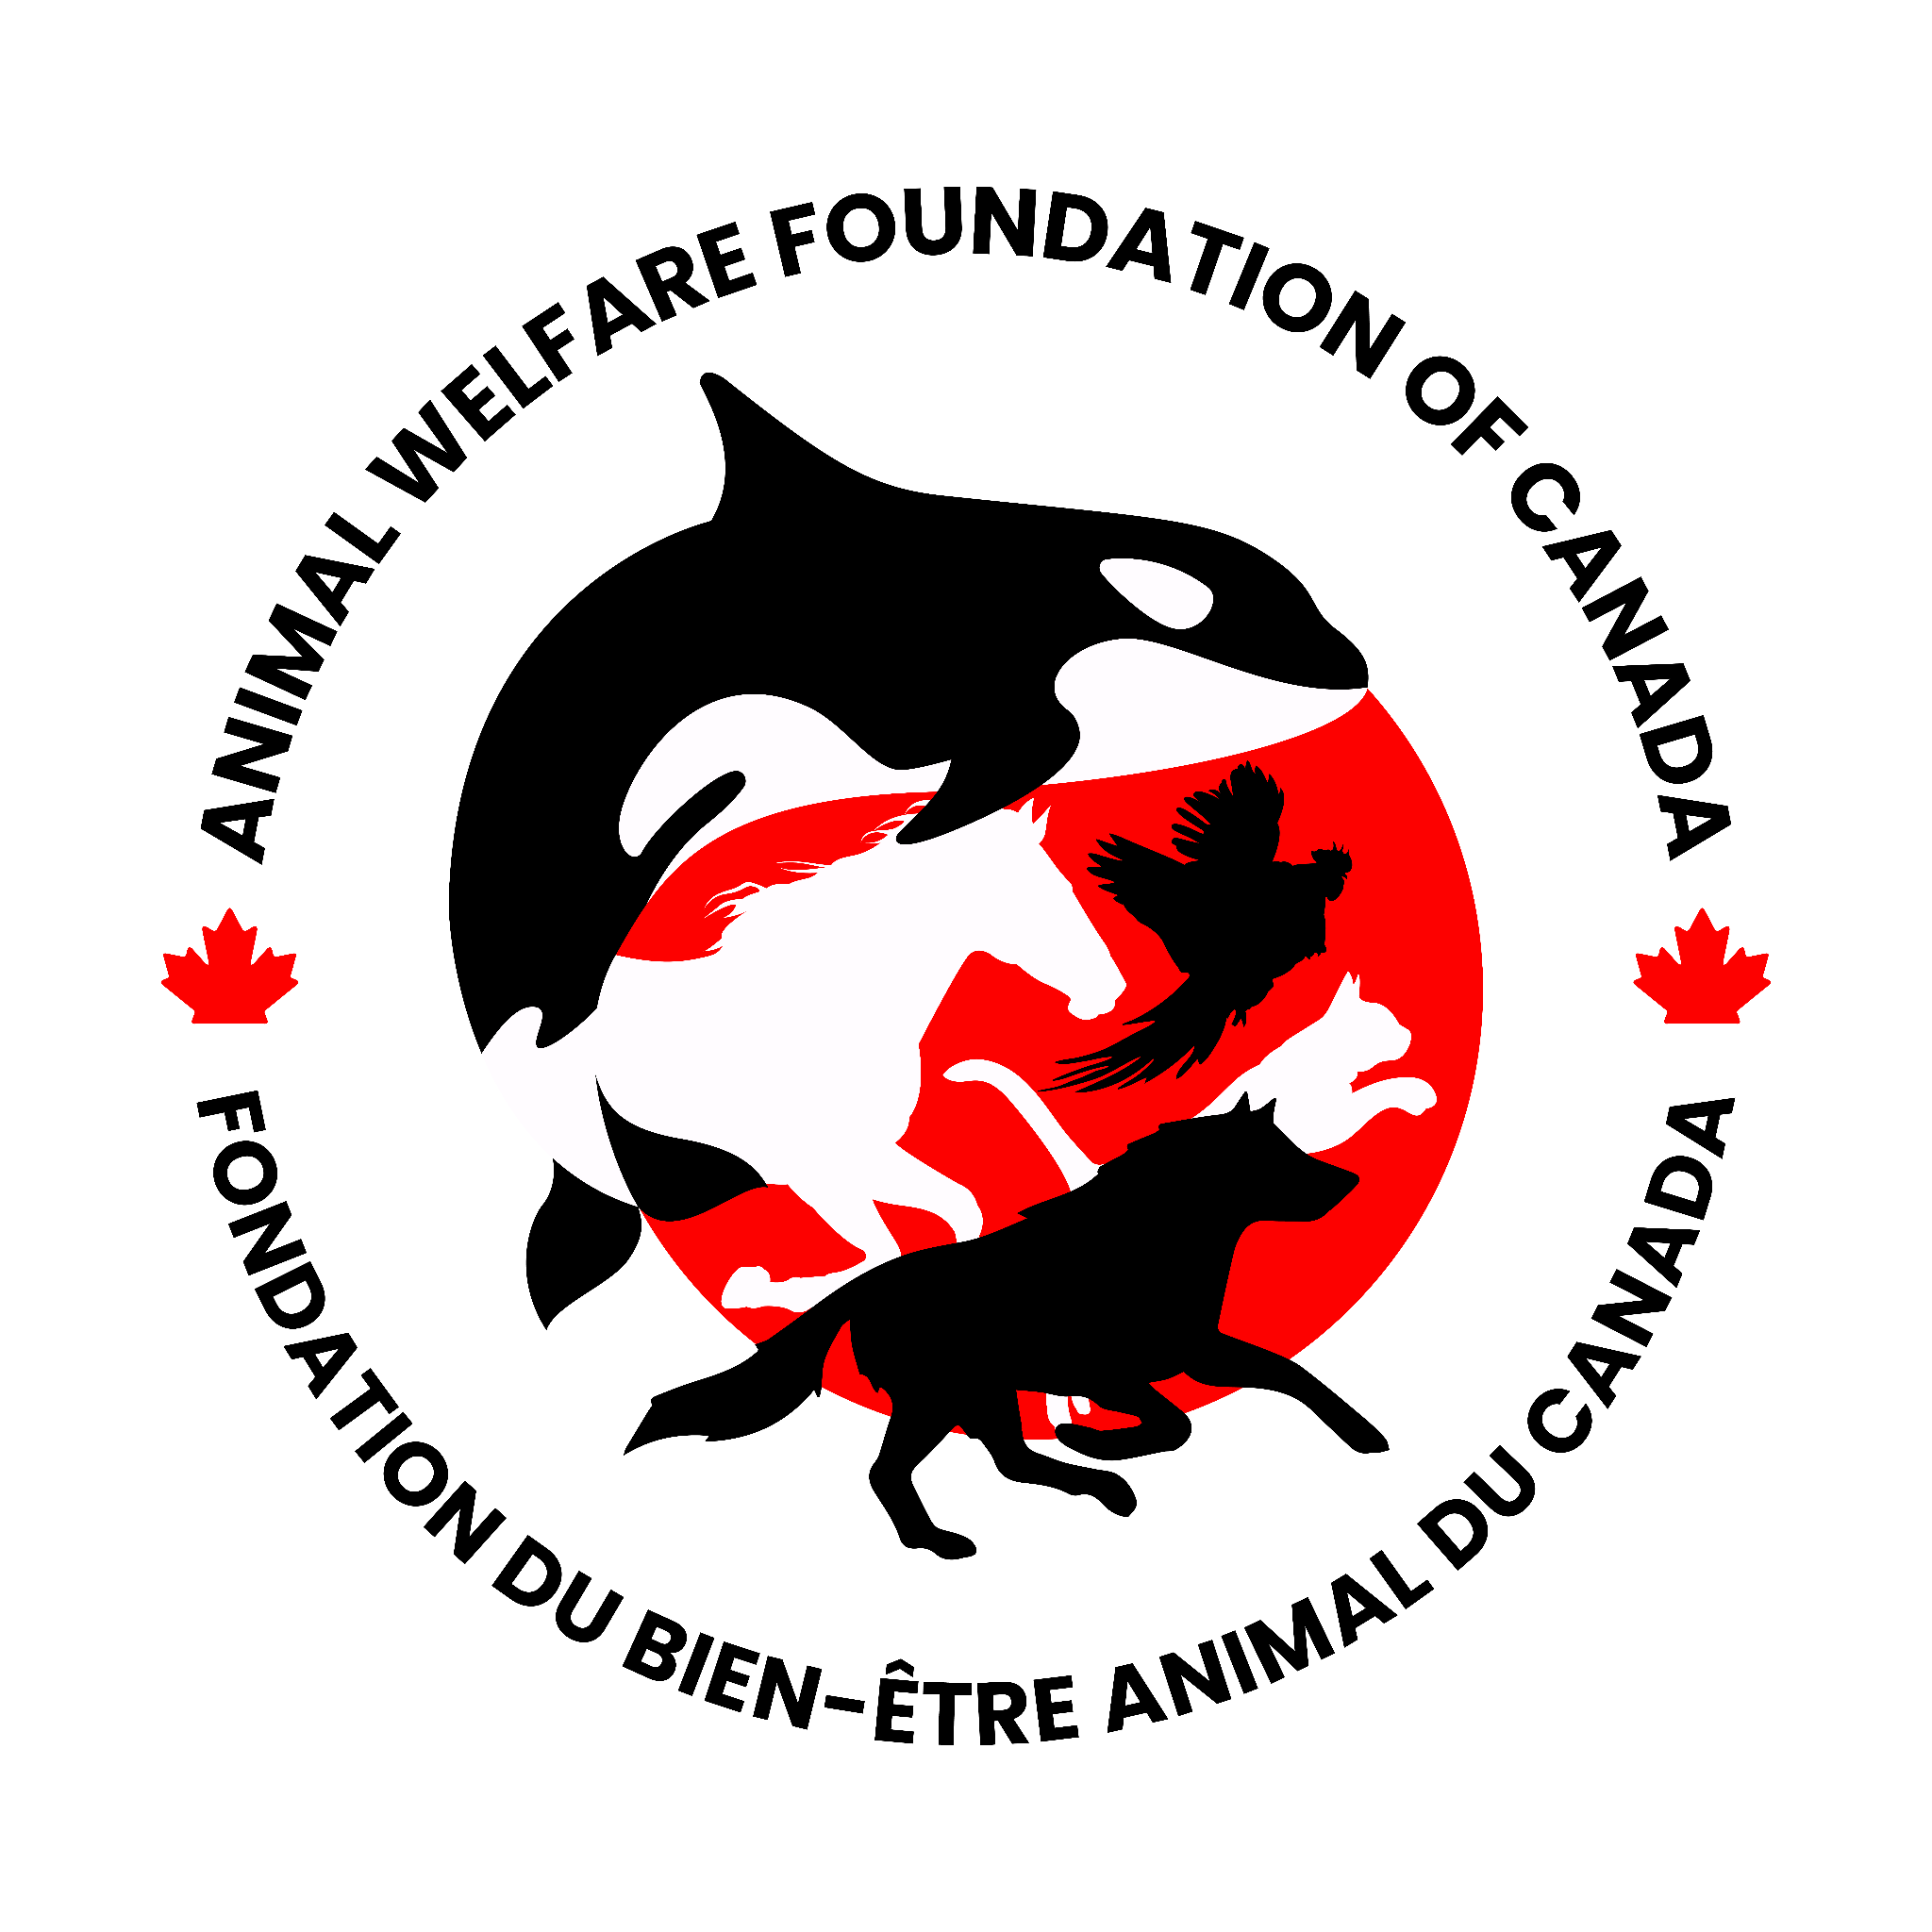 ANIMAL WELFARE FOUNDATION OF CANADA
FONDATION DU BIEN-ÊTRE ANIMAL DU CANADA